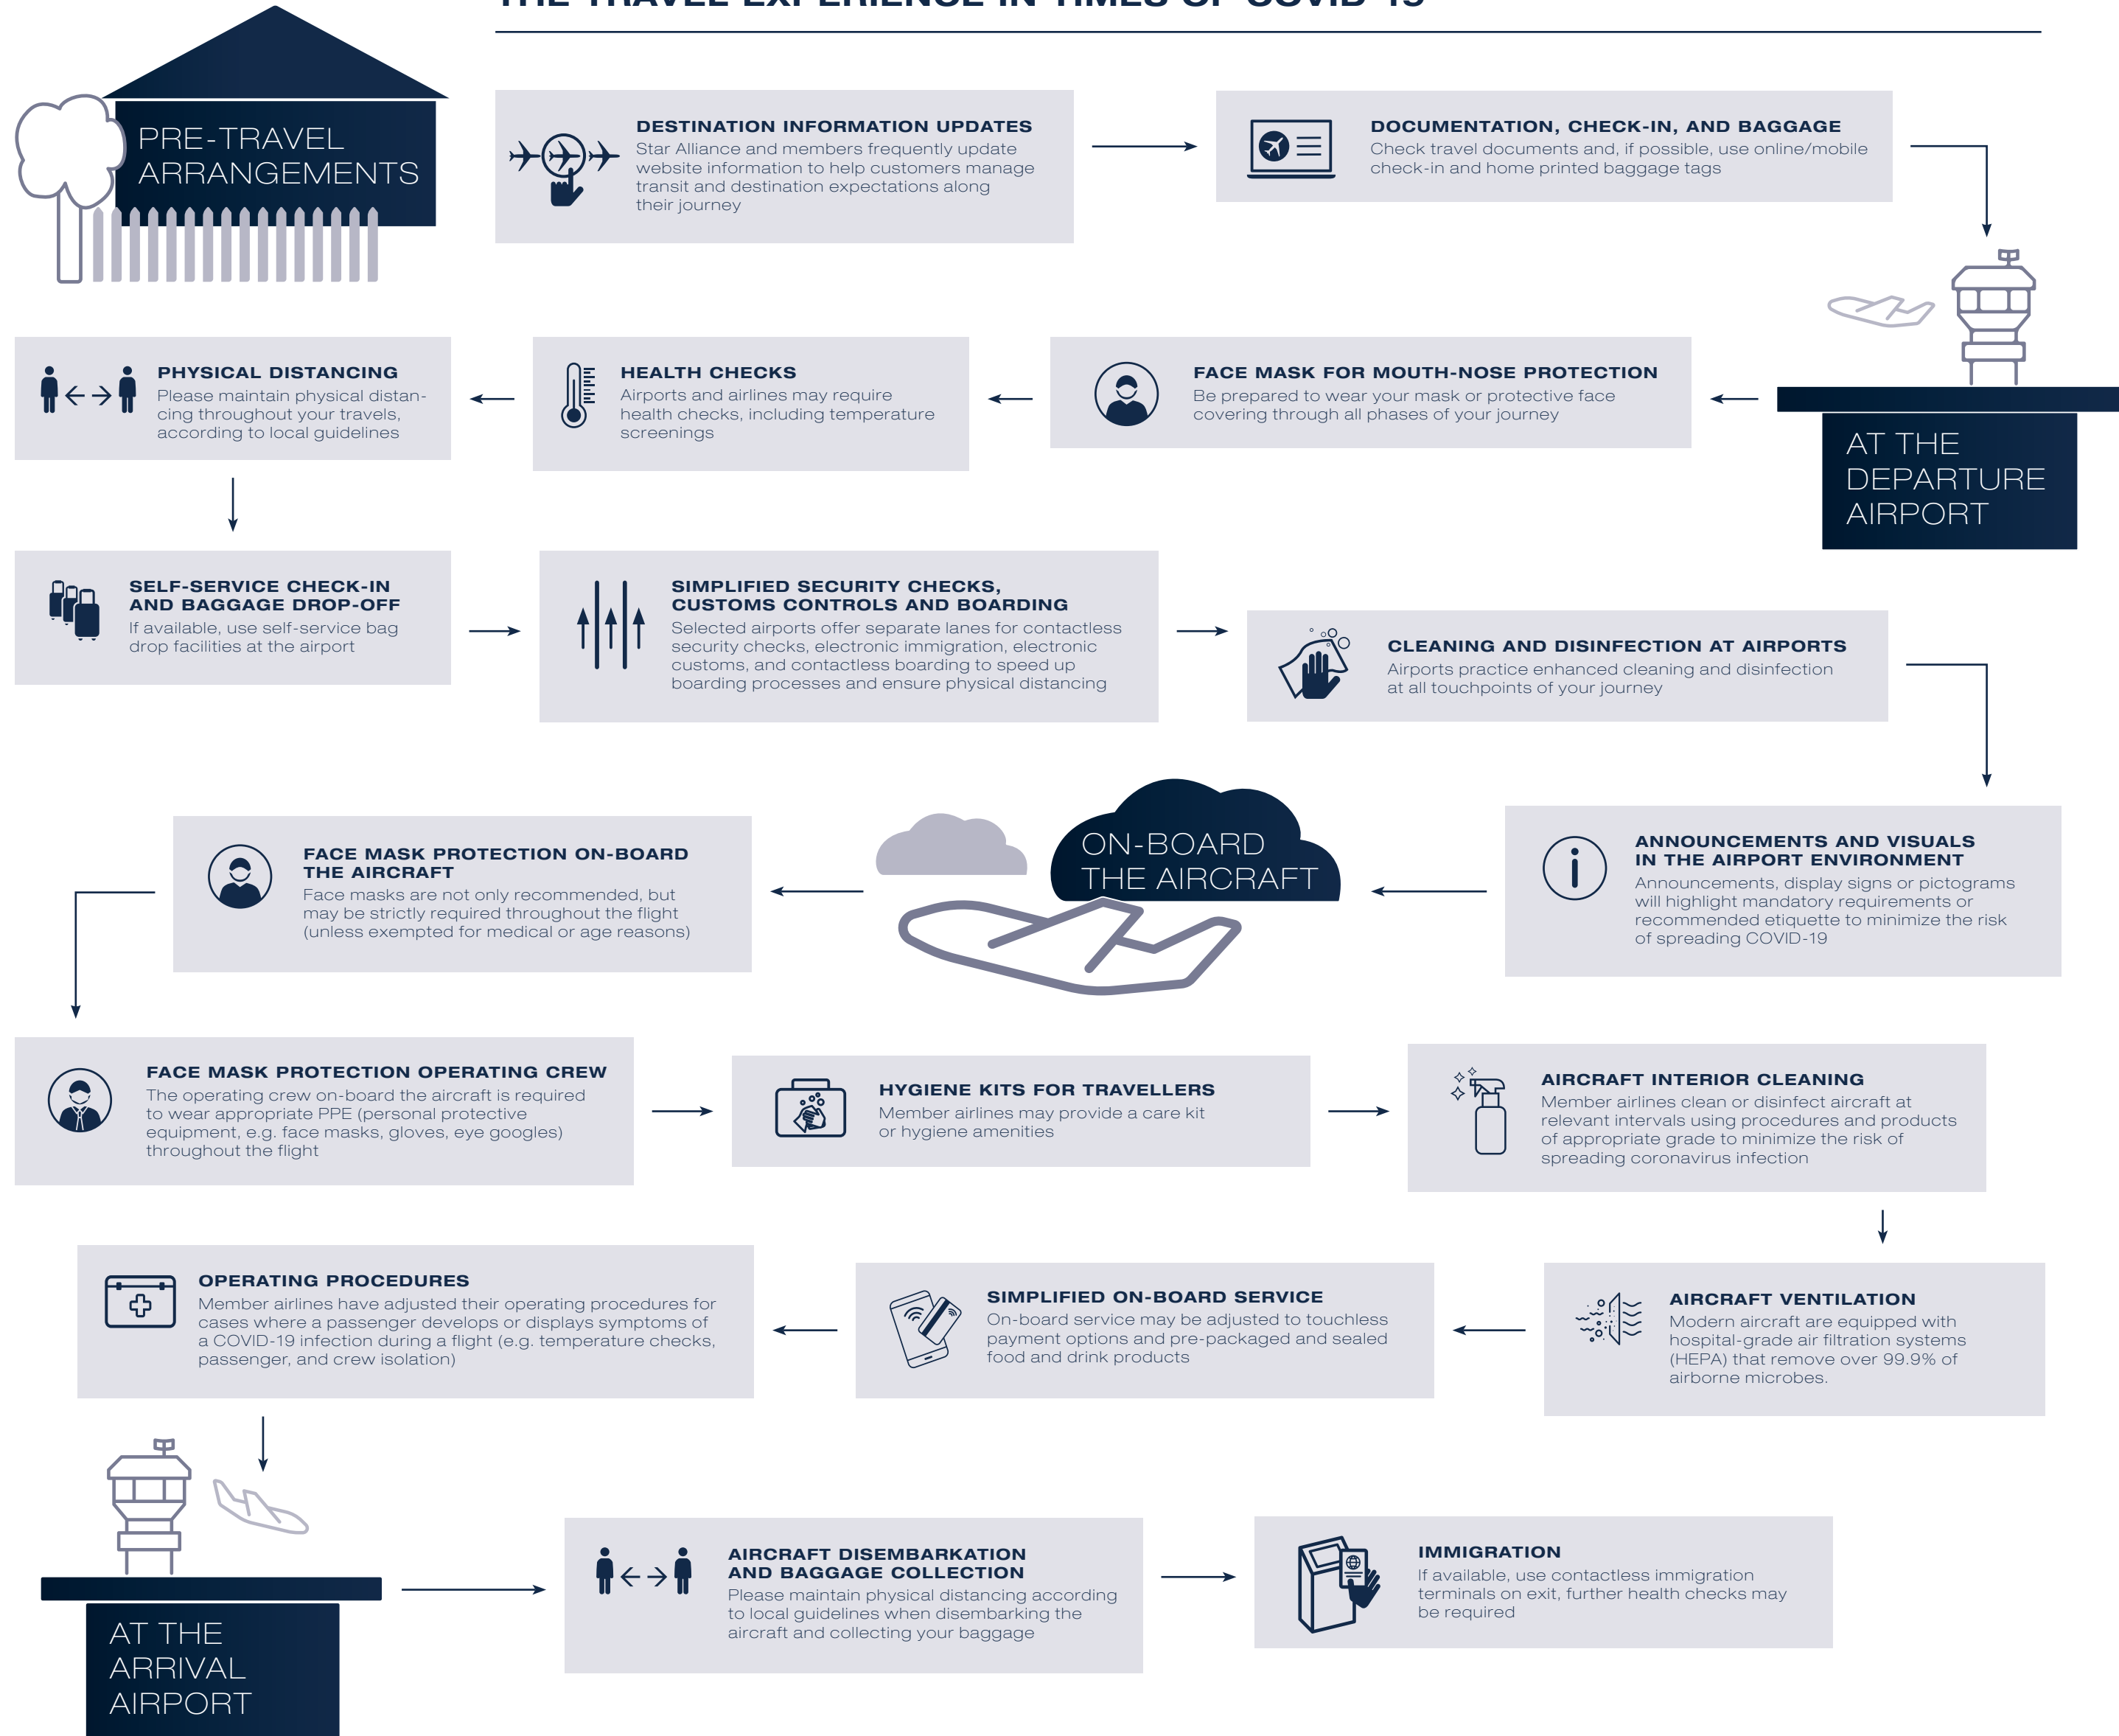 THE TRAVEL EXPERIENCE IN TIMES OF COVID-19
PRE-TRAVEL
ARRANGEMENTS
DESTINATION INFORMATION UPDATES
Star Alliance and members frequently update
website information to help customers manage
transit and destination expectations along
their journey
DOCUMENTATION, CHECK-IN, AND BAGGAGE
Check travel documents and, if possible, use online/mobile
check-in and home printed baggage tags
AT THE
DEPARTURE
AIRPORT
FACE MASK FOR MOUTH-NOSE PROTECTION
Be prepared to wear your mask or protective face
covering through all phases of your journey
HEALTH CHECKS
Airports and airlines may require
health checks, including temperature
screenings
PHYSICAL DISTANCING
Please maintain physical distan-
cing throughout your travels,
according to local guidelines
SELF-SERVICE CHECK-IN
AND BAGGAGE DROP-OFF
If available, use self-service bag
drop facilities at the airport
SIMPLIFIED SECURITY CHECKS,
CUSTOMS CONTROLS AND BOARDING
Selected airports offer separate lanes for contactless
security checks, electronic immigration, electronic
customs, and contactless boarding to speed up
boarding processes and ensure physical distancing
CLEANING AND DISINFECTION AT AIRPORTS
Airports practice enhanced cleaning and disinfection
at all touchpoints of your journey
ANNOUNCEMENTS AND VISUALS
IN THE AIRPORT ENVIRONMENT
Announcements, display signs or pictograms
will highlight mandatory requirements or
recommended etiquette to minimize the risk
of spreading COVID-19
ON-BOARD
THE AIRCRAFT
FACE MASK PROTECTION ON-BOARD
THE AIRCRAFT
Face masks are not only recommended, but
may be strictly required throughout the flight
(unless exempted for medical or age reasons)
FACE MASK PROTECTION OPERATING CREW
The operating crew on-board the aircraft is required
to wear appropriate PPE (personal protective
equipment, e.g. face masks, gloves, eye googles)
throughout the flight
HYGIENE KITS FOR TRAVELLERS
Member airlines may provide a care kit
or hygiene amenities
AIRCRAFT INTERIOR CLEANING
Member airlines clean or disinfect aircraft at
relevant intervals using procedures and products
of appropriate grade to minimize the risk of
spreading coronavirus infection
AIRCRAFT VENTILATION
Modern aircraft are equipped with
hospital-grade air filtration systems
(HEPA) that remove over 99.9% of
airborne microbes.
SIMPLIFIED ON-BOARD SERVICE
On-board service may be adjusted to touchless
payment options and pre-packaged and sealed
food and drink products
OPERATING PROCEDURES
Member airlines have adjusted their operating procedures for
cases where a passenger develops or displays symptoms of
a COVID-19 infection during a flight (e.g. temperature checks,
passenger, and crew isolation)
AT THE
ARRIVAL
AIRPORT
AIRCRAFT DISEMBARKATION
AND BAGGAGE COLLECTION
Please maintain physical distancing according
to local guidelines when disembarking the
aircraft and collecting your baggage
IMMIGRATION
If available, use contactless immigration
terminals on exit, further health checks may
be required